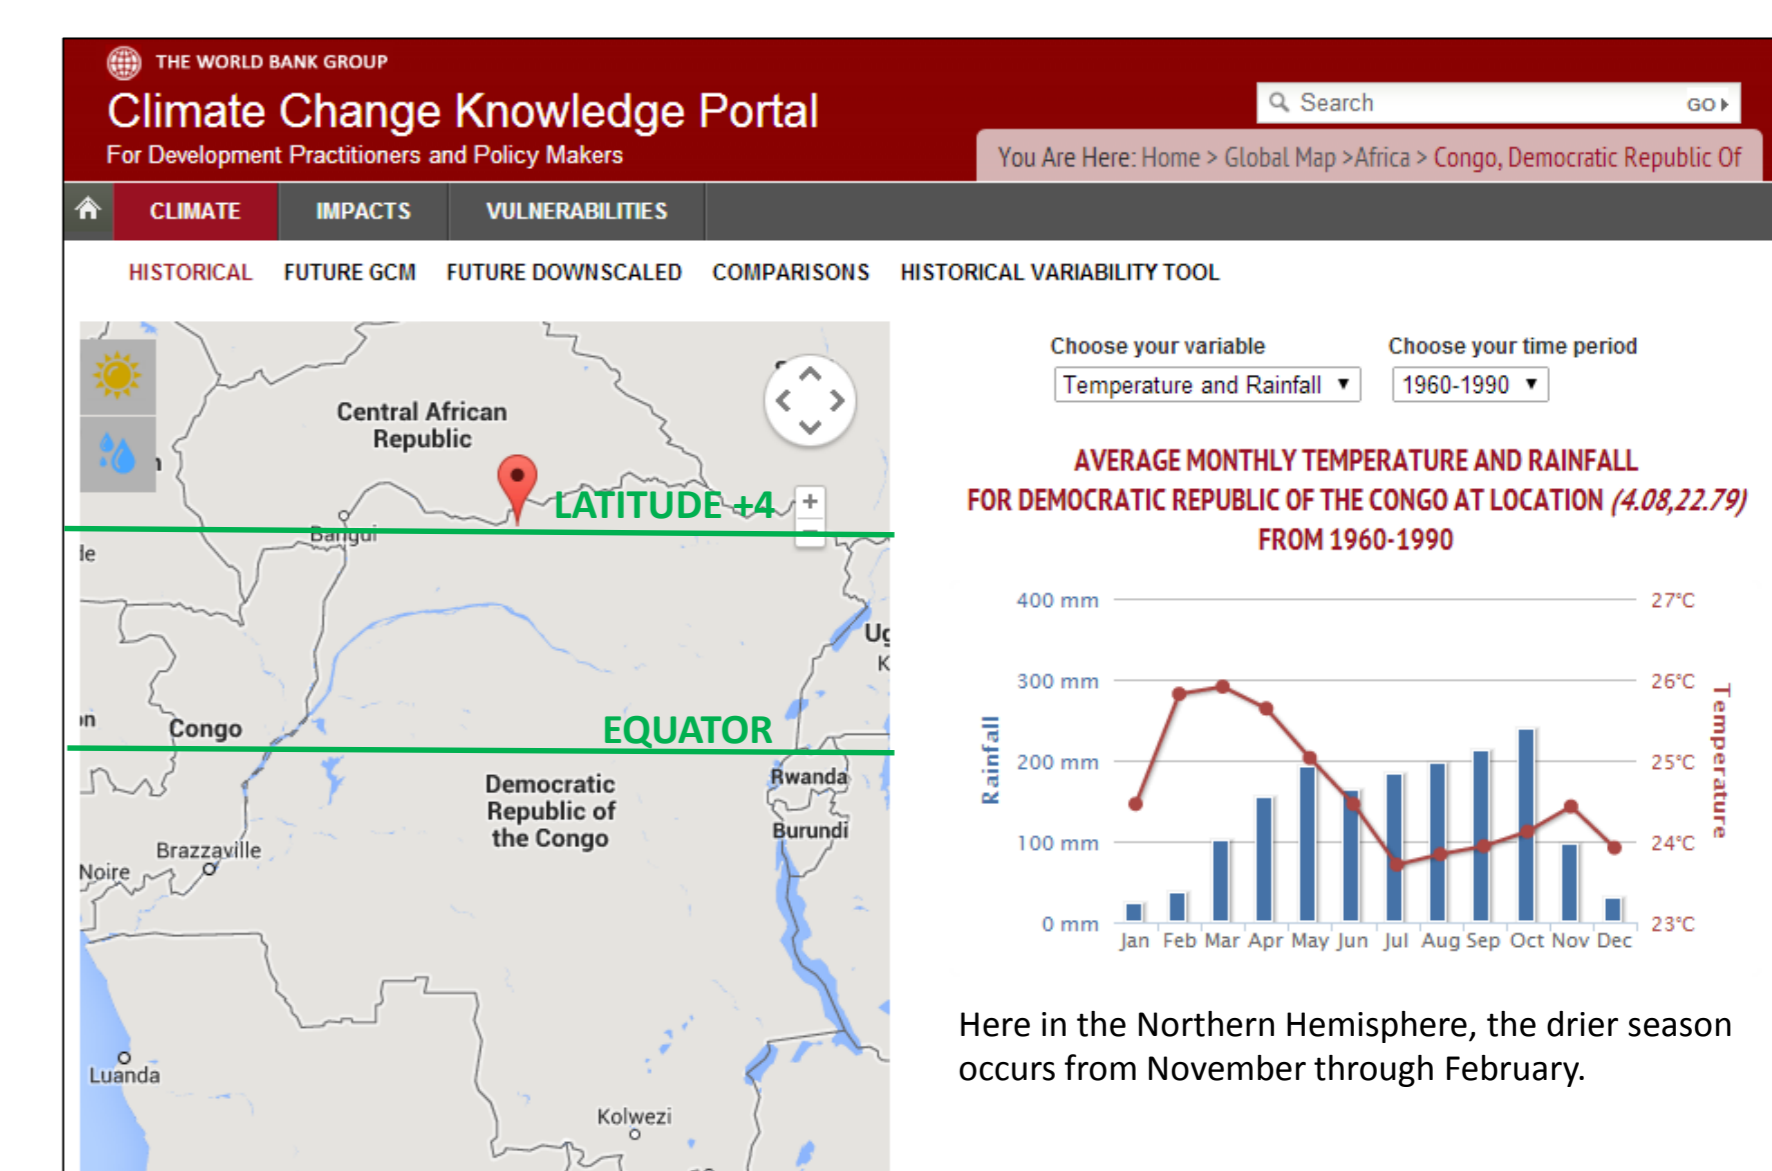 THE WORLD BANK GROUP
Climate Change Knowledge Portal
For Development Practitioners and Policy Makers
Search
GO
You Are Here: Home > Global Map >Africa > Congo, Democratic Republic Of
CLIMATE IMPACTS VULNERABILITIES
HISTORICAL FUTURE GCM FUTURE DOWNSCALED COMPARISONS HISTORICAL VARIABILITY TOOL
Central African
Republic
LATITUDE +4
Bangui
Congo
EQUATOR
Democratic
Republic of
the Congo
Rwanda
Burundi
Brazzaville
Noire
Luanda
Kolwezi
Choose your variable
Temperature and Rainfall
Choose your time period
1960-1990
AVERAGE MONTHLY TEMPERATURE AND RAINFALL
FOR DEMOCRATIC REPUBLIC OF THE CONGO AT LOCATION (4.08,22.79)
FROM 1960-1990
400 mm
300 mm
200 mm
100 mm
0 mm
Rainfall
27°C
26°C
25°C
24°C
23°C
Temperature
Jan Feb Mar Apr May Jun Jul Aug Sep Oct Nov Dec
Here in the Northern Hemisphere, the drier season
occurs from November through February.